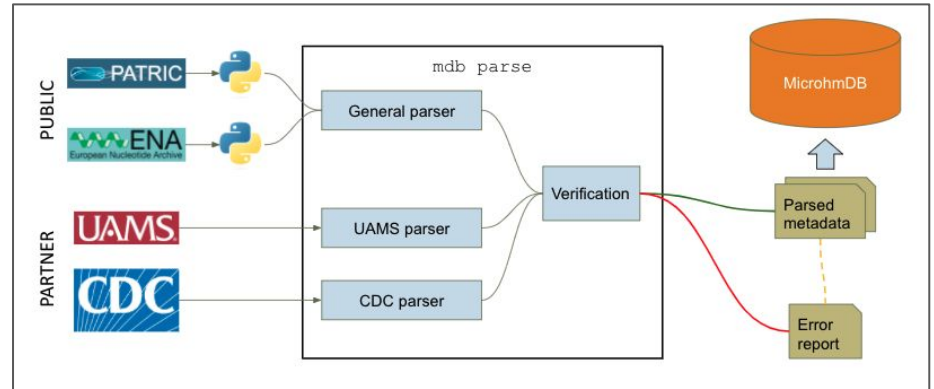 PUBLIC
PATRIC
ENA
European Nucleotide Archive
PARTNER
UAMS
CDC
mdb parse
General parser
UAMS parser
CDC parser
Verification
MicrohmDB
Parsed
metadata
Error
report